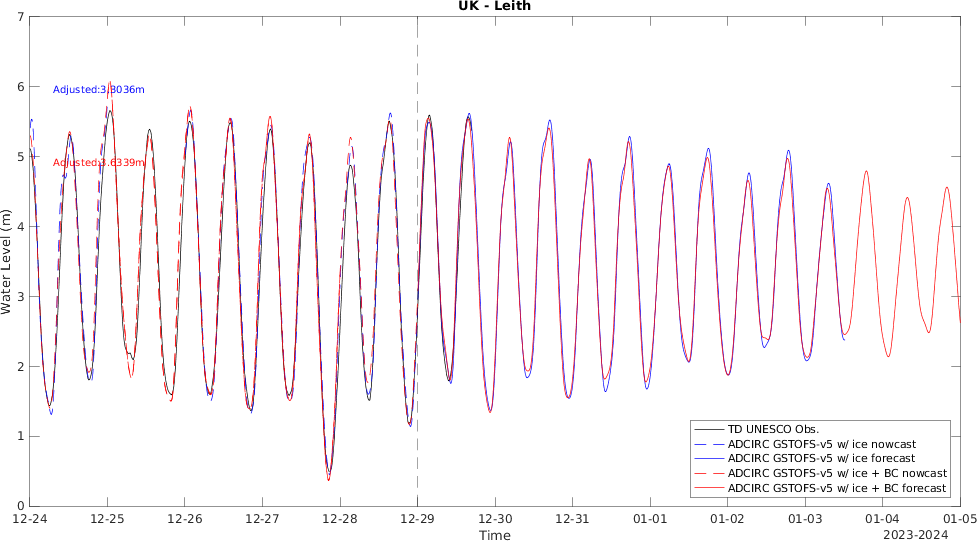 UK - Leith
7
6
5
4
3
2
1
0
Water Level (m)
Adjusted:3.3036m
Adjusted:3.6339m
TD UNESCO Obs.
ADCIRC GSTOFS-v5 w/ ice nowcast
ADCIRC GSTOFS-v5 w/ ice forecast
ADCIRC GSTOFS-v5 w/ ice + BC nowcast
ADCIRC GSTOFS-v5 w/ ice + BC forecast
12-24 12-25 12-26 12-27 12-28 12-29 12-30 12-31 01-01 01-02 01-03 01-04 01-05
Time
2023-2024